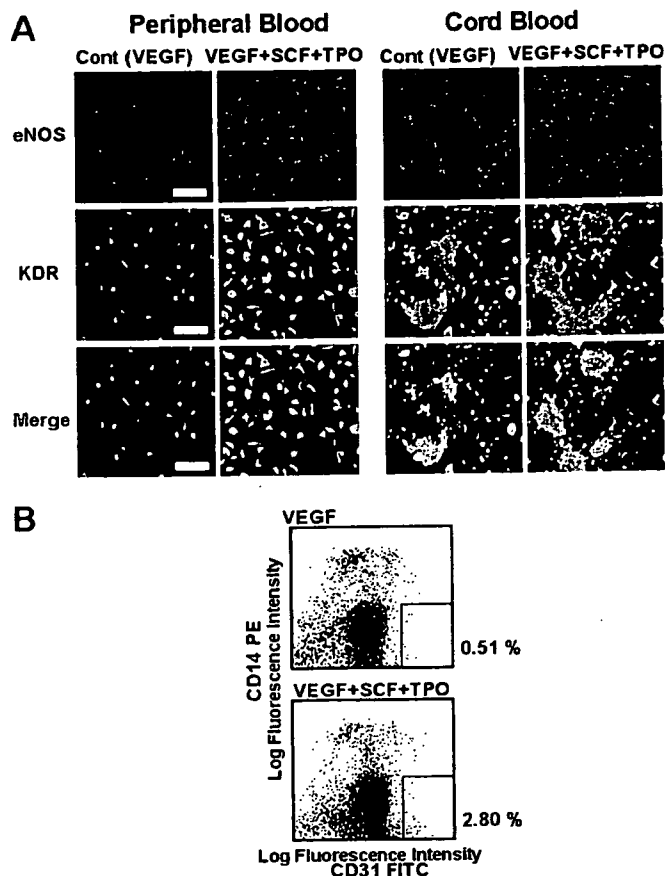 A
Peripheral Blood
Cord Blood
Cont (VEGF) VEGF+SCF+TPO
Cont (VEGF) VEGF+SCF+TPO
eNOS
KDR
Merge
B
VEGF
0.51 %
VEGF+SCF+TPO
2.80 %
CD14 PE
Log Fluorescence Intensity
Log Fluorescence Intensity
CD31 FITC